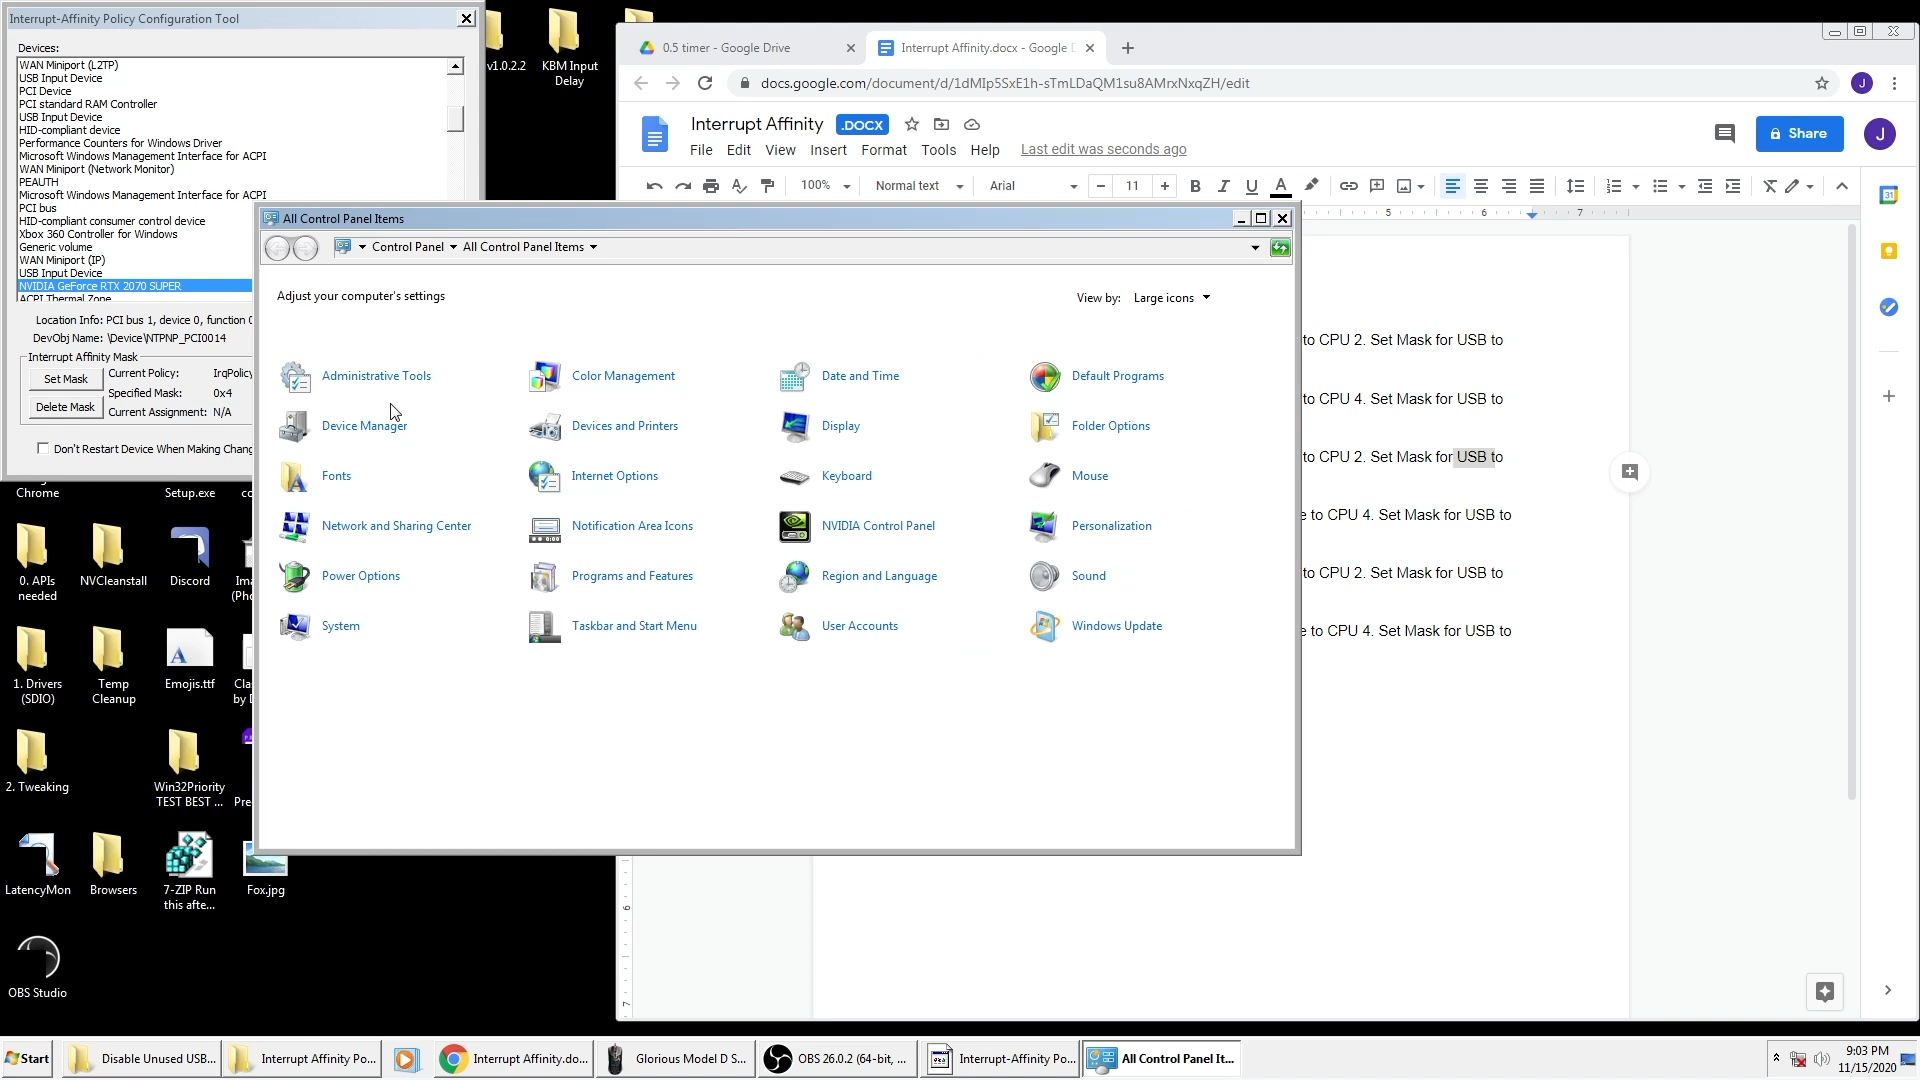 Interrupt-Affinity Policy Configuration Tool
Devices:
WAN Miniport (L2TP)
USB Input Device
PCI Device
PCI standard RAM Controller
USB Input Device
HID-compliant device
Performance Counters for Windows Driver
Microsoft Windows Management Interface for ACPI
WAN Miniport (Network Monitor)
PEAUTH
Microsoft Windows Management Interface for ACPI
PCI bus
HID-compliant consumer control device
Xbox 360 Controller for Windows
Generic volume
WAN Miniport (IP)
USB Input Device
NVIDIA GeForce RTX 2070 SUPER
ACPI Thermal Zone
Location Info: PCI bus 1, device 0, function 0
DevObj Name: \Device\NTPNP_PCI0014
Interrupt Affinity Mask
Set Mask
Current Policy: IrqPolicy
Specified Mask: 0x4
Delete Mask
Current Assignment: N/A
Don't Restart Device When Making Chang
v1.0.2.2
KBM Input
Delay
0.5 timer - Google Drive
Interrupt Affinity.docx - Google D
docs.google.com/document/d/1dMIp5SxE1h-sTmLDaQM1su8AMrxNxqZH/edit
J
Interrupt Affinity .DOCX
File Edit View Insert Format Tools Help Last edit was seconds ago
Share
J
100% Normal text Arial 11 B I U A
5 6 7
All Control Panel Items
Control Panel All Control Panel Items
Adjust your computer's settings
View by: Large icons
Administrative Tools
Color Management
Date and Time
Default Programs
Device Manager
Devices and Printers
Display
Folder Options
Fonts
Internet Options
Keyboard
Mouse
Network and Sharing Center
Notification Area Icons
NVIDIA Control Panel
Personalization
Power Options
Programs and Features
Region and Language
Sound
System
Taskbar and Start Menu
User Accounts
Windows Update
to CPU 2. Set Mask for USB to
to CPU 4. Set Mask for USB to
to CPU 2. Set Mask for USB to
e to CPU 4. Set Mask for USB to
to CPU 2. Set Mask for USB to
e to CPU 4. Set Mask for USB to
31
6
7
Chrome
Setup.exe
co
0. APIs
needed
NVCleanstall
Discord
Ima
(Pho
1. Drivers
(SDIO)
Temp
Cleanup
Emojis.ttf
Cla
by D
2. Tweaking
Win32Priority
TEST BEST ...
Pre
LatencyMon
Browsers
7-ZIP Run
this afte...
Fox.jpg
OBS Studio
Start
Disable Unused USB...
Interrupt Affinity Po...
Interrupt Affinity.do...
Glorious Model D S...
OBS 26.0.2 (64-bit, ...
Interrupt-Affinity Po...
All Control Panel It...
9:03 PM
11/15/2020